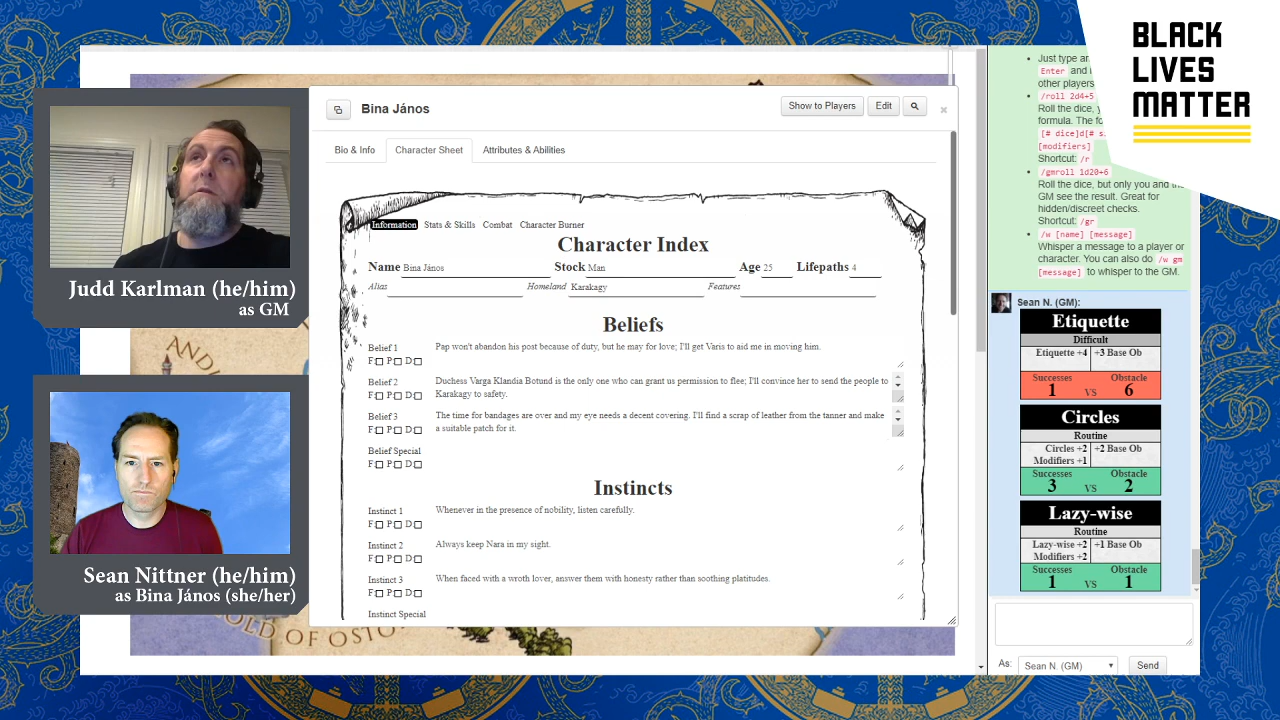 BLACK
LIVES
MATTER
Judd Karlman (he/him)
as GM
Sean Nittner (he/him)
as Bina János (she/her)
AND
OLD OF OSTO
Bina János
Show to Players
Edit
Bio & Info
Character Sheet
Attributes & Abilities
Information Stats & Skills Combat Character Burner
Character Index
Name Bina János Stock Man Age 25 Lifepaths 4
Alias Homeland Karakagy Features
Beliefs
Belief 1 Pap won't abandon his post because of duty, but he may for love; I'll get Varis to aid me in moving him.
F: P: D:
Belief 2 Duchess Varga Klandia Botund is the only one who can grant us permission to flee; I'll convince her to send the people to
F: P: D: Karakagy to safety.
Belief 3 The time for bandages are over and my eye needs a decent covering. I'll find a scrap of leather from the tanner and make
F: P: D: a suitable patch for it.
Belief Special
F: P: D:
Instincts
Instinct 1 Whenever in the presence of nobility, listen carefully.
F: P: D:
Instinct 2 Always keep Nara in my sight.
F: P: D:
Instinct 3 When faced with a wroth lover, answer them with honesty rather than soothing platitudes.
F: P: D:
Instinct Special
Just type
Enter and
other players
/roll 2d4+5
Roll the dice,
formula. The
[# dice]d[#
[modifiers]
Shortcut: /r
/gmroll 1d20+6
Roll the dice, but only you and the
GM see the result. Great for
hidden/discreet checks.
Shortcut: /gr
/w [name] [message]
Whisper a message to a player or
character. You can also do /w gm
[message] to whisper to the GM.
Sean N. (GM):
Etiquette
Difficult
Etiquette +4 +3 Base Ob
Successes Obstacle
1 VS 6
Circles
Routine
Circles +2 +2 Base Ob
Modifiers +1
Successes Obstacle
3 VS 2
Lazy-wise
Routine
Lazy-wise +2 +1 Base Ob
Modifiers +2
Successes Obstacle
1 VS 1
As: Sean N. (GM) Send